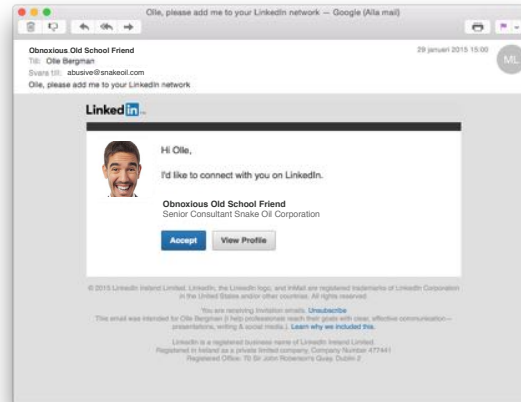 Olle, please add me to your LinkedIn network — Google (Alla mail)
Obnoxious Old School Friend
29 januari 2015 15:00
Till: Olle Bergman
Svara till: abusive@snakeoil.com
Olle, please add me to your LinkedIn network
ML
Linked in
Hi Olle,
I'd like to connect with you on LinkedIn.
Obnoxious Old School Friend
Senior Consultant Snake Oil Corporation
Accept View Profile
© 2015 LinkedIn Ireland Limited. LinkedIn, the LinkedIn logo, and InMail are registered trademarks of LinkedIn Corporation
in the United States and/or other countries. All rights reserved.
You are receiving Invitation emails. Unsubscribe
This email was intended for Olle Bergman (I help professionals reach their goals with clear, effective communication—
presentations, writing & social media.). Learn why we included this.
LinkedIn is a registered business name of LinkedIn Ireland Limited.
Registered in Ireland as a private limited company, Company Number 477441
Registered Office: 70 Sir John Rogerson's Quay, Dublin 2